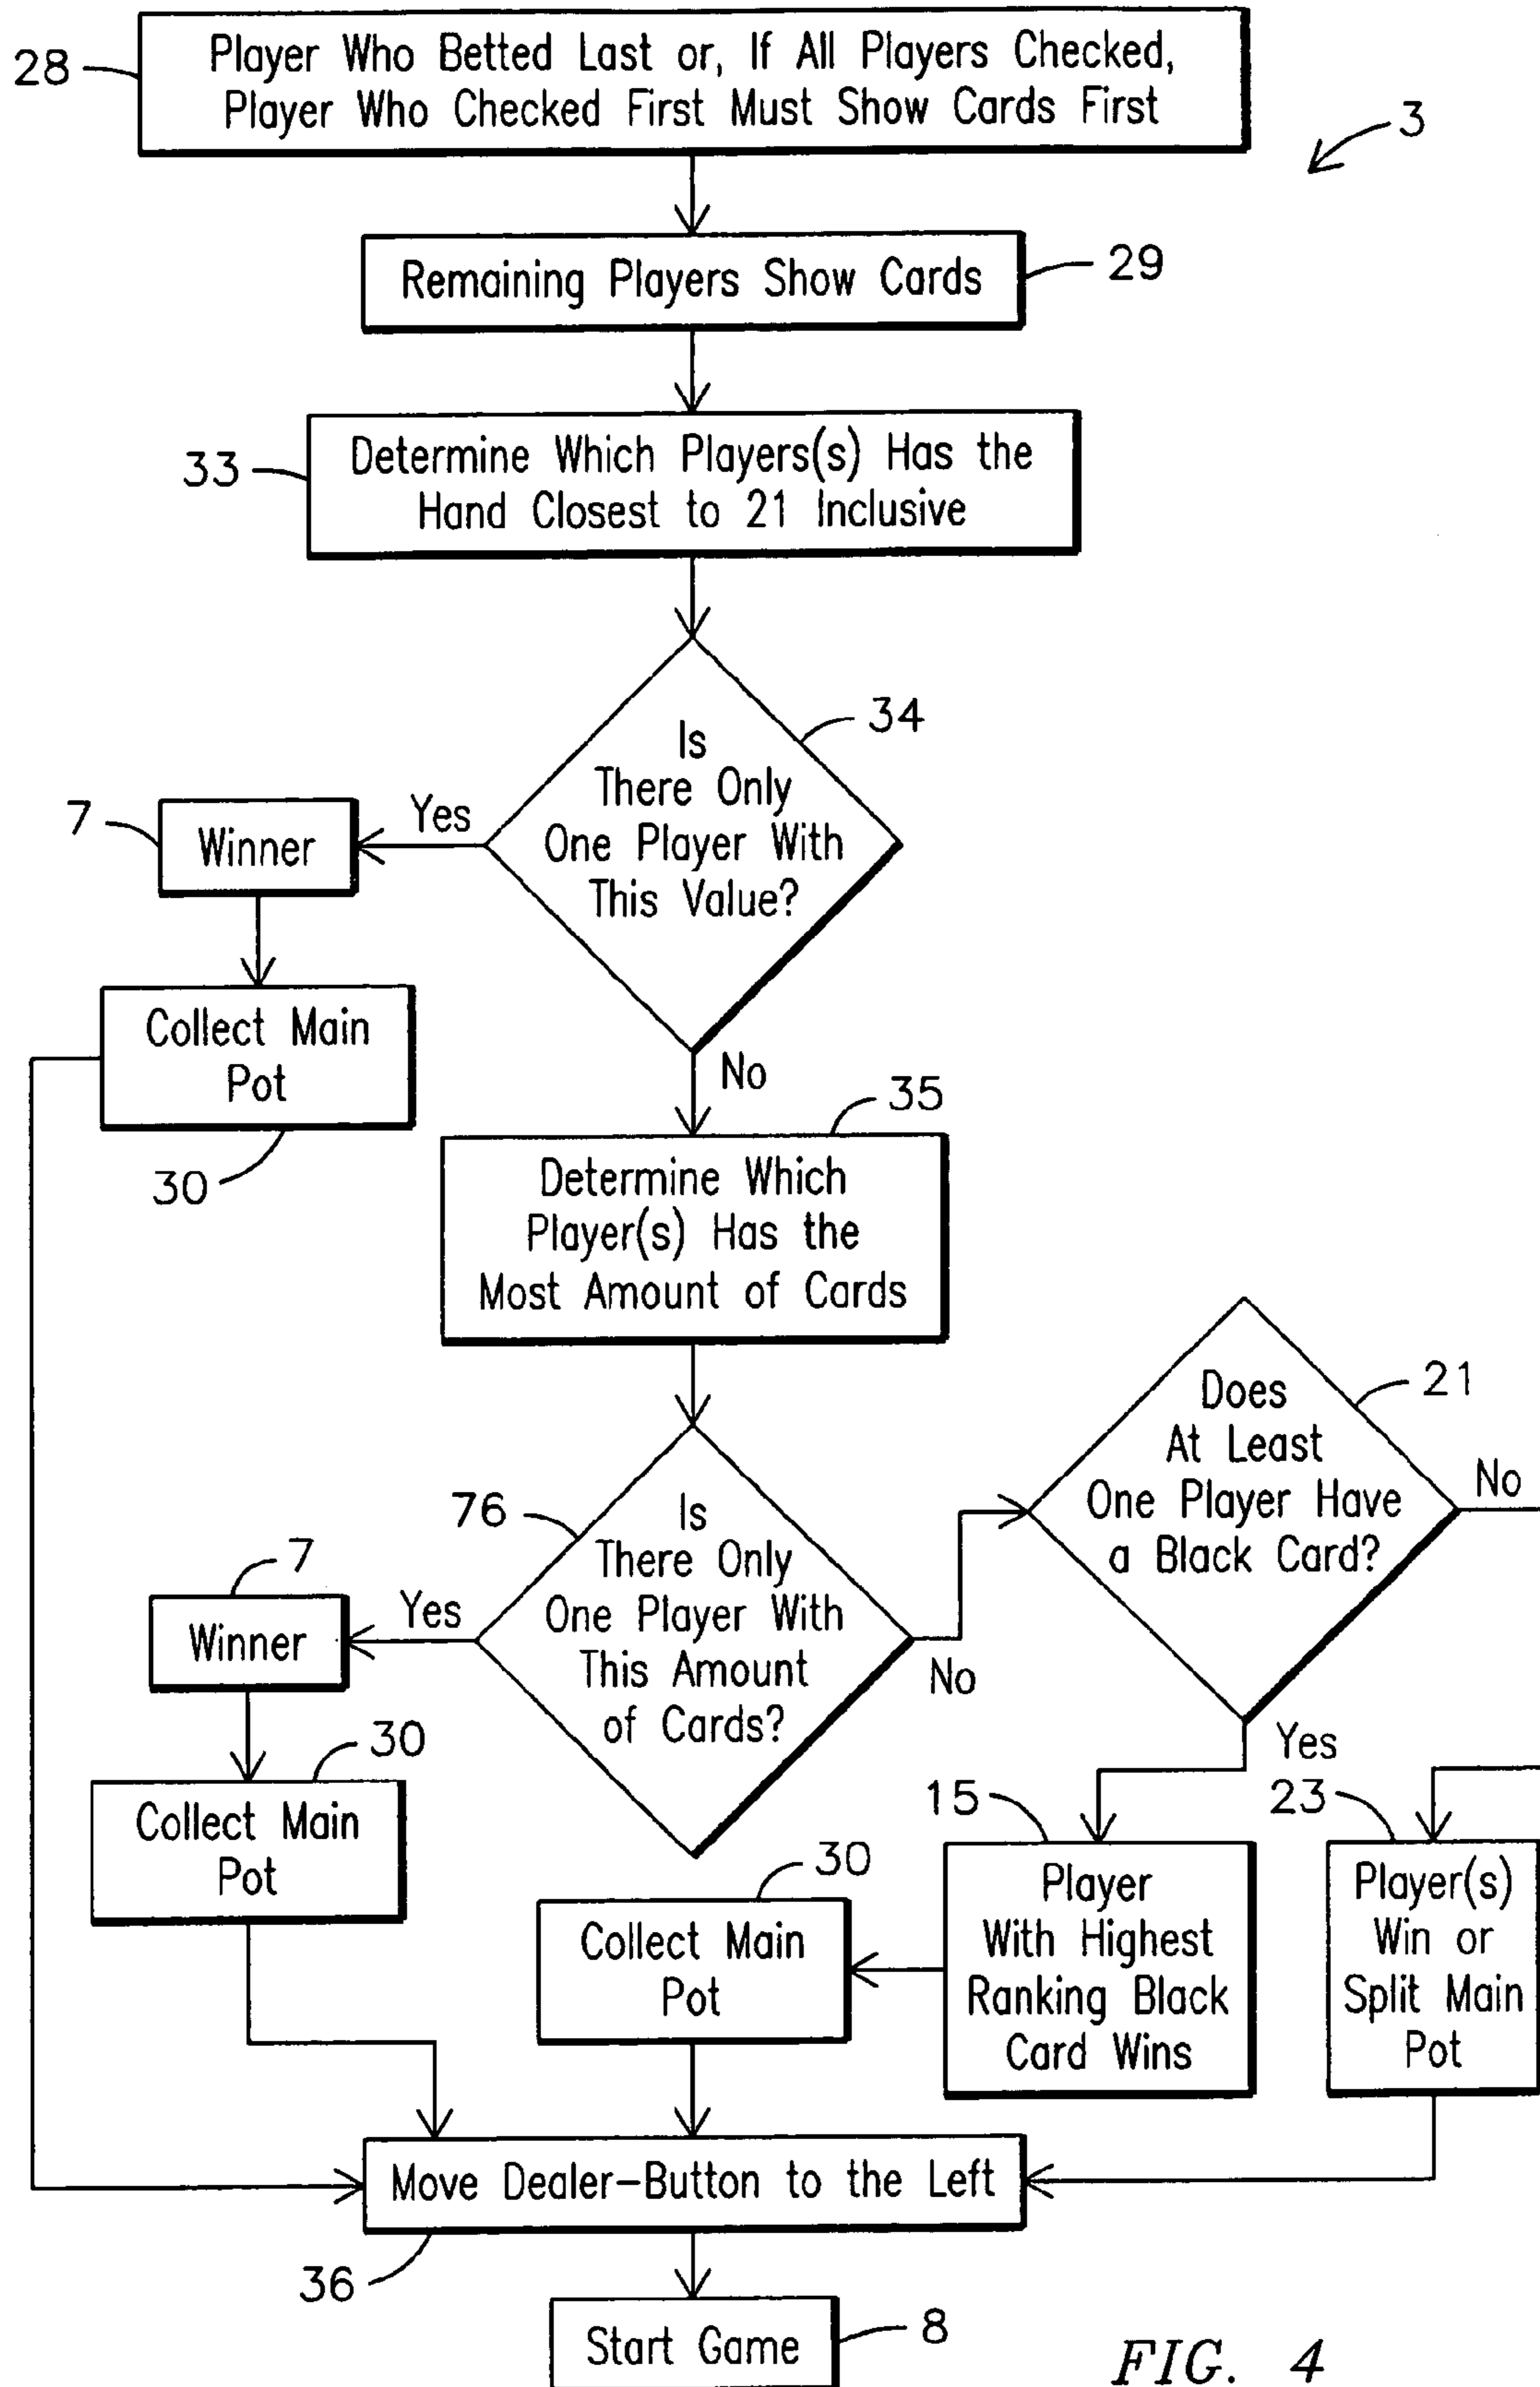 28
Player Who Betted Last or, If All Players Checked,
Player Who Checked First Must Show Cards First
3
Remaining Players Show Cards
29
33
Determine Which Players(s) Has the
Hand Closest to 21 Inclusive
34
Is
There Only
One Player With
This Value?
Yes
7
Winner
Collect Main
Pot
30
No
35
Determine Which
Player(s) Has the
Most Amount of Cards
76
Is
There Only
One Player With
This Amount
of Cards?
Yes
7
Winner
30
Collect Main
Pot
No
21
Does
At Least
One Player Have
a Black Card?
No
Yes
15
Player
With Highest
Ranking Black
Card Wins
23
Player(s)
Win or
Split Main
Pot
30
Collect Main
Pot
Move Dealer-Button to the Left
36
Start Game
8
FIG. 4